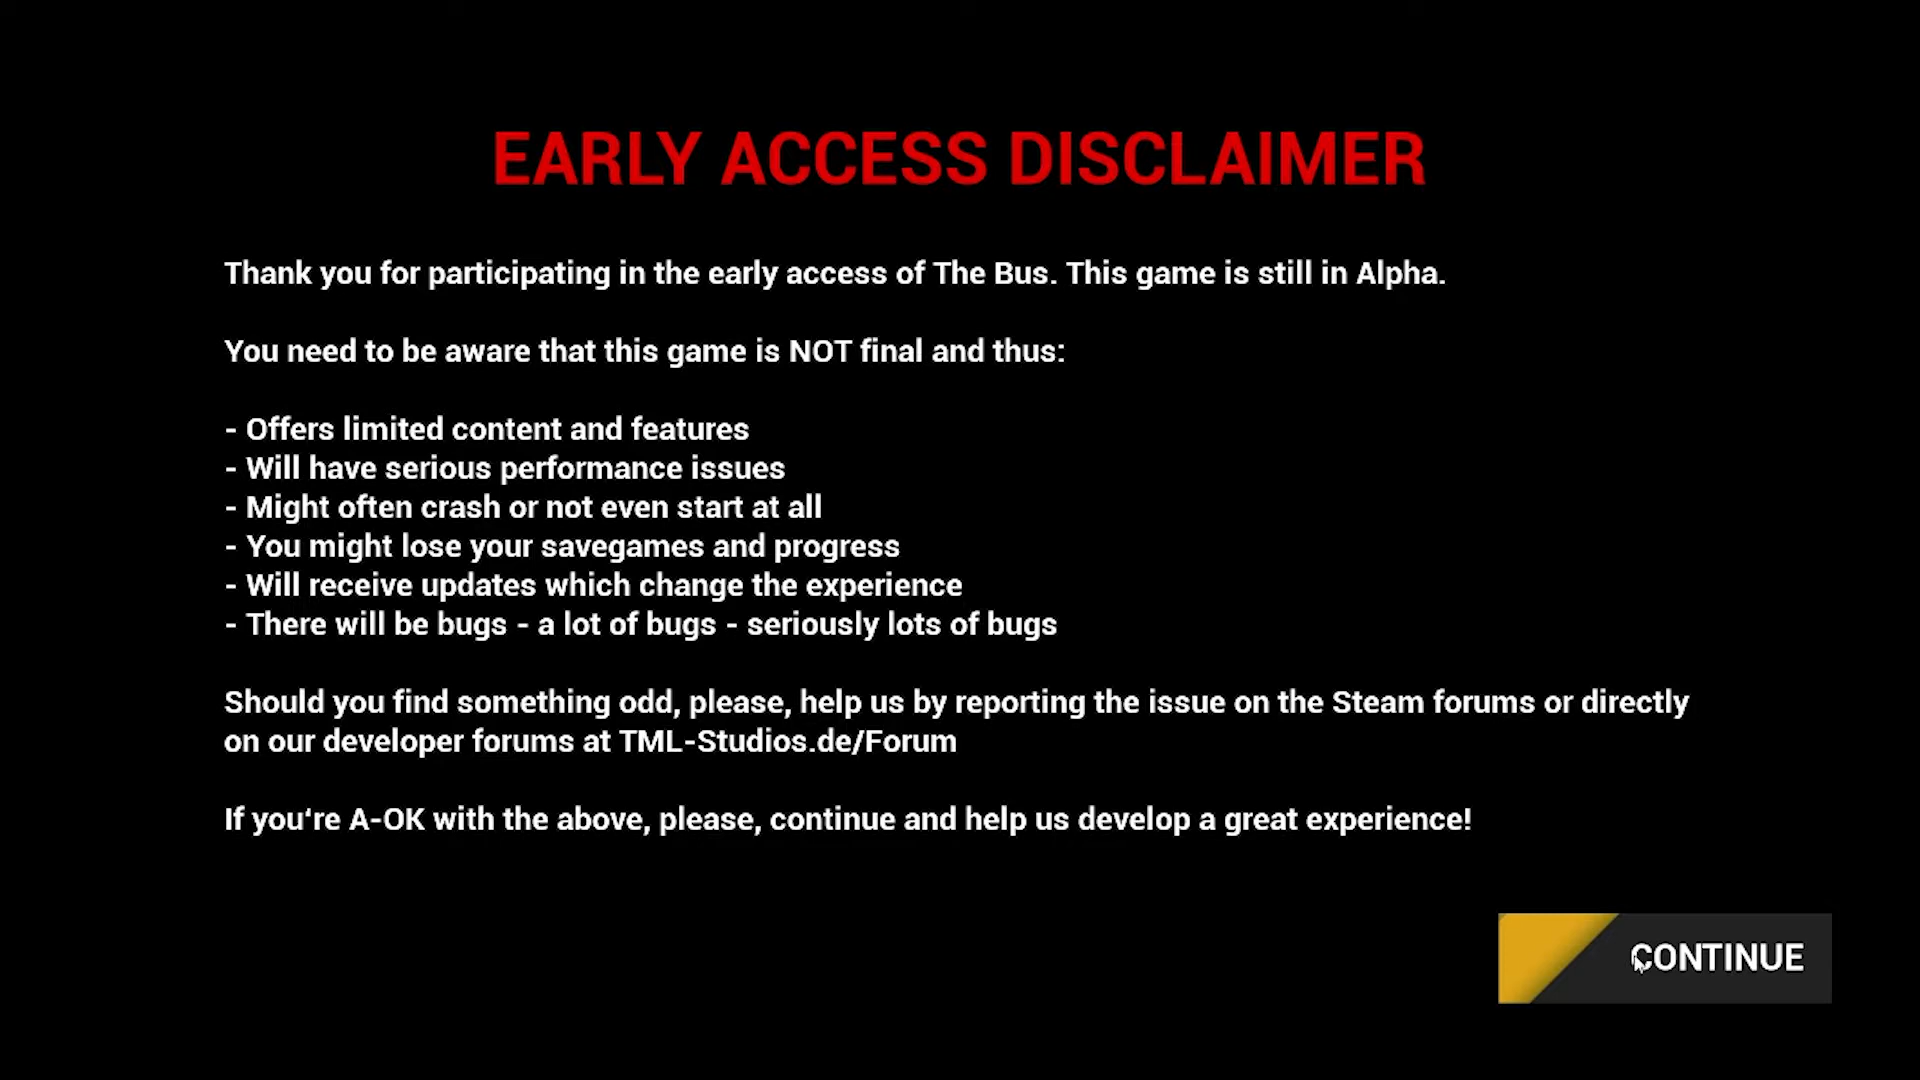 EARLY ACCESS DISCLAIMER
Thank you for participating in the early access of The Bus. This game is still in Alpha.
You need to be aware that this game is NOT final and thus:
- Offers limited content and features
- Will have serious performance issues
- Might often crash or not even start at all
- You might lose your savegames and progress
- Will receive updates which change the experience
- There will be bugs - a lot of bugs - seriously lots of bugs
Should you find something odd, please, help us by reporting the issue on the Steam forums or directly
on our developer forums at TML-Studios.de/Forum
If you‘re A-OK with the above, please, continue and help us develop a great experience!
CONTINUE